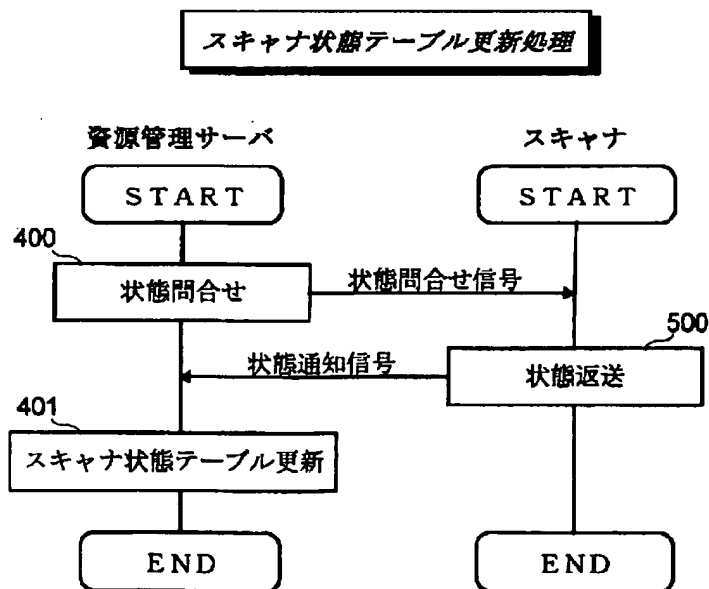 スキャナ状態テーブル更新処理
資源管理サーバ
スキャナ
START
START
400
状態問合せ
状態問合せ信号
500
状態通知信号
状態返送
401
スキャナ状態テーブル更新
END
END